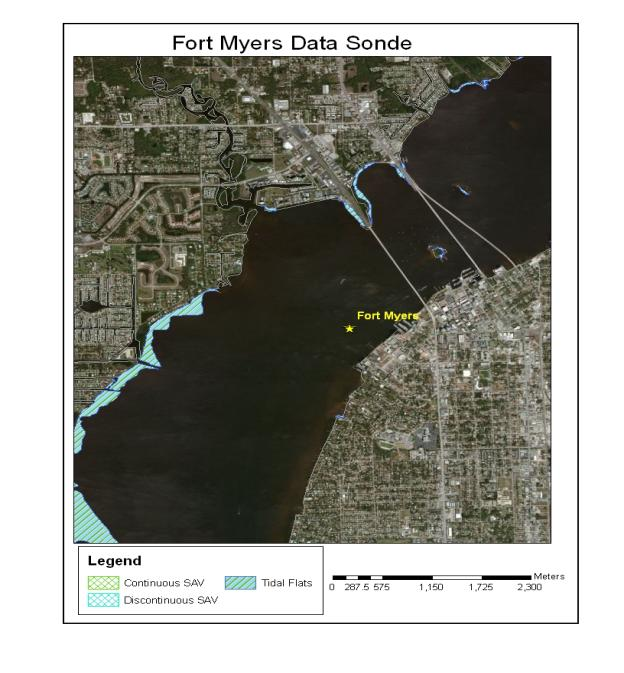 Fort Myers Data Sonde
Fort Myers
Legend
Continuous SAV
Tidal Flats
Discontinuous SAV
Meters
0 287.5 575 1,150 1,725 2,300